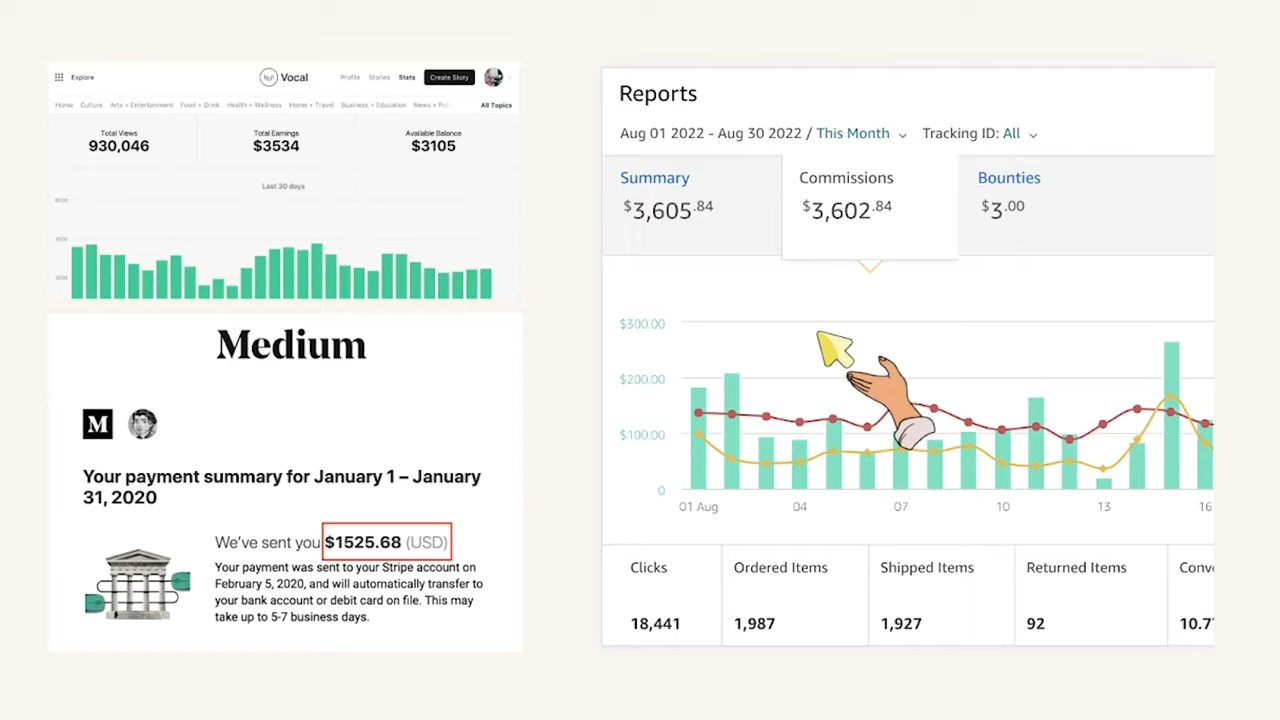 Explore
Vocal
Profile Stories Stats Create Story
Home Culture Arts + Entertainment Food + Drink Health + Wellness Home + Travel Business + Education News + All Topics
Total Views Total Earnings Available Balance
930,046 $3534 $3105
Last 30 days
Medium
M
Your payment summary for January 1 – January
31, 2020
We've sent you $1525.68 (USD)
Your payment was sent to your Stripe account on
February 5, 2020, and will automatically transfer to
your bank account or debit card on file. This may
take up to 5-7 business days.
Reports
Aug 01 2022 - Aug 30 2022 / This Month Tracking ID: All
Summary Commissions Bounties
$3,605.84 $3,602.84 $3.00
$300.00
$200.00
$100.00
0
01 Aug 04 07 10 13 16
Clicks Ordered Items Shipped Items Returned Items
18,441 1,987 1,927 92